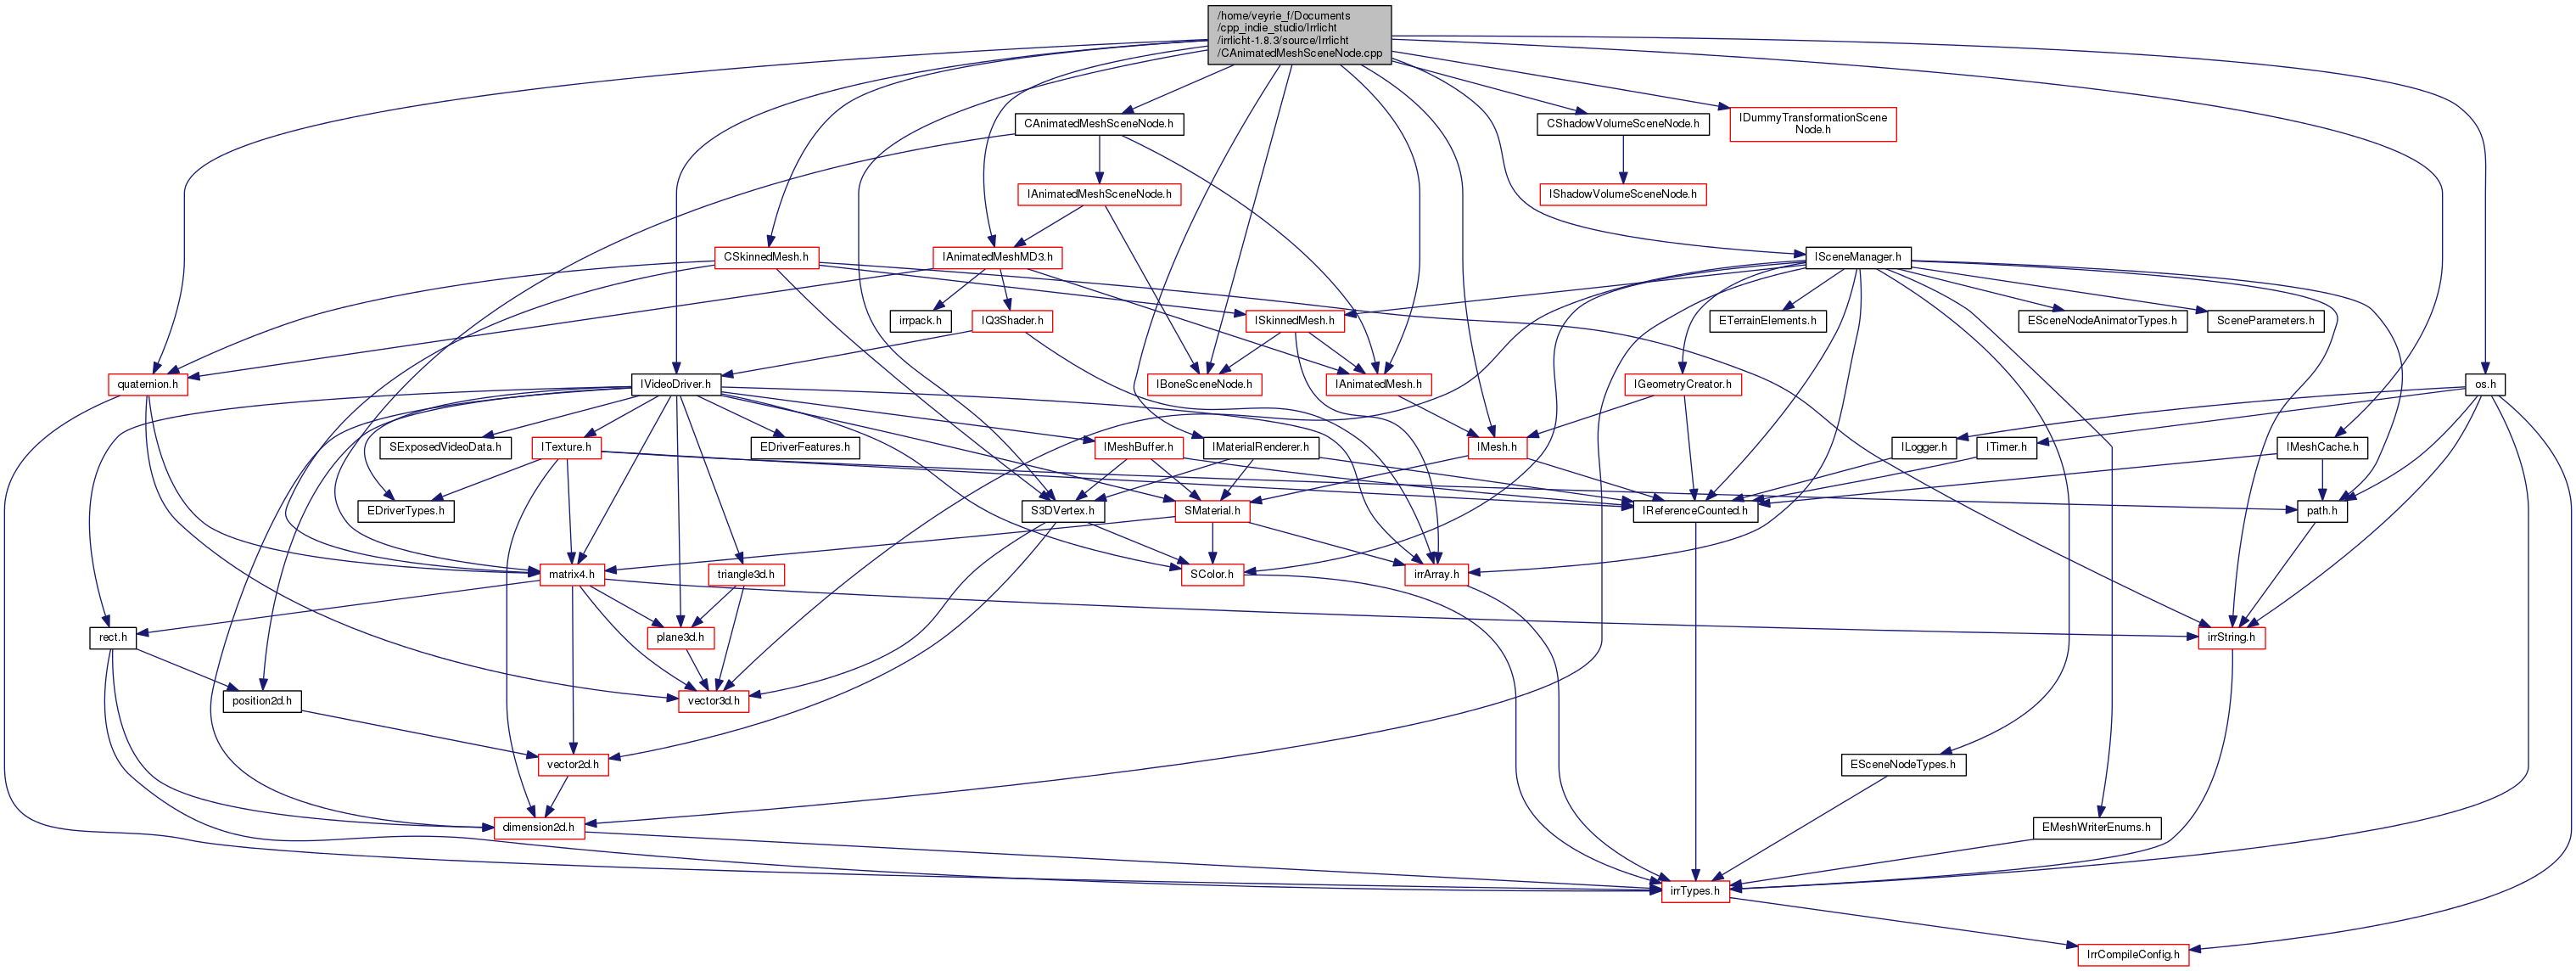 /home/veyrie_f/Documents
/cpp_indie_studio/Irrlicht
/irrlicht-1.8.3/source/Irrlicht
/CAnimatedMeshSceneNode.cpp
CAnimatedMeshSceneNode.h
CShadowVolumeSceneNode.h
IDummyTransformationScene
Node.h
IAnimatedMeshSceneNode.h
IShadowVolumeSceneNode.h
CSkinnedMesh.h
IAnimatedMeshMD3.h
ISceneManager.h
irrpack.h
IQ3Shader.h
ISkinnedMesh.h
ETerrainElements.h
ESceneNodeAnimatorTypes.h
SceneParameters.h
quaternion.h
IVideoDriver.h
IBoneSceneNode.h
IAnimatedMesh.h
IGeometryCreator.h
os.h
SExposedVideoData.h
ITexture.h
EDriverFeatures.h
IMeshBuffer.h
IMaterialRenderer.h
IMesh.h
ILogger.h
ITimer.h
IMeshCache.h
EDriverTypes.h
S3DVertex.h
SMaterial.h
IReferenceCounted.h
path.h
matrix4.h
triangle3d.h
SColor.h
irrArray.h
rect.h
plane3d.h
irrString.h
position2d.h
vector3d.h
vector2d.h
ESceneNodeTypes.h
dimension2d.h
EMeshWriterEnums.h
irrTypes.h
IrrCompileConfig.h